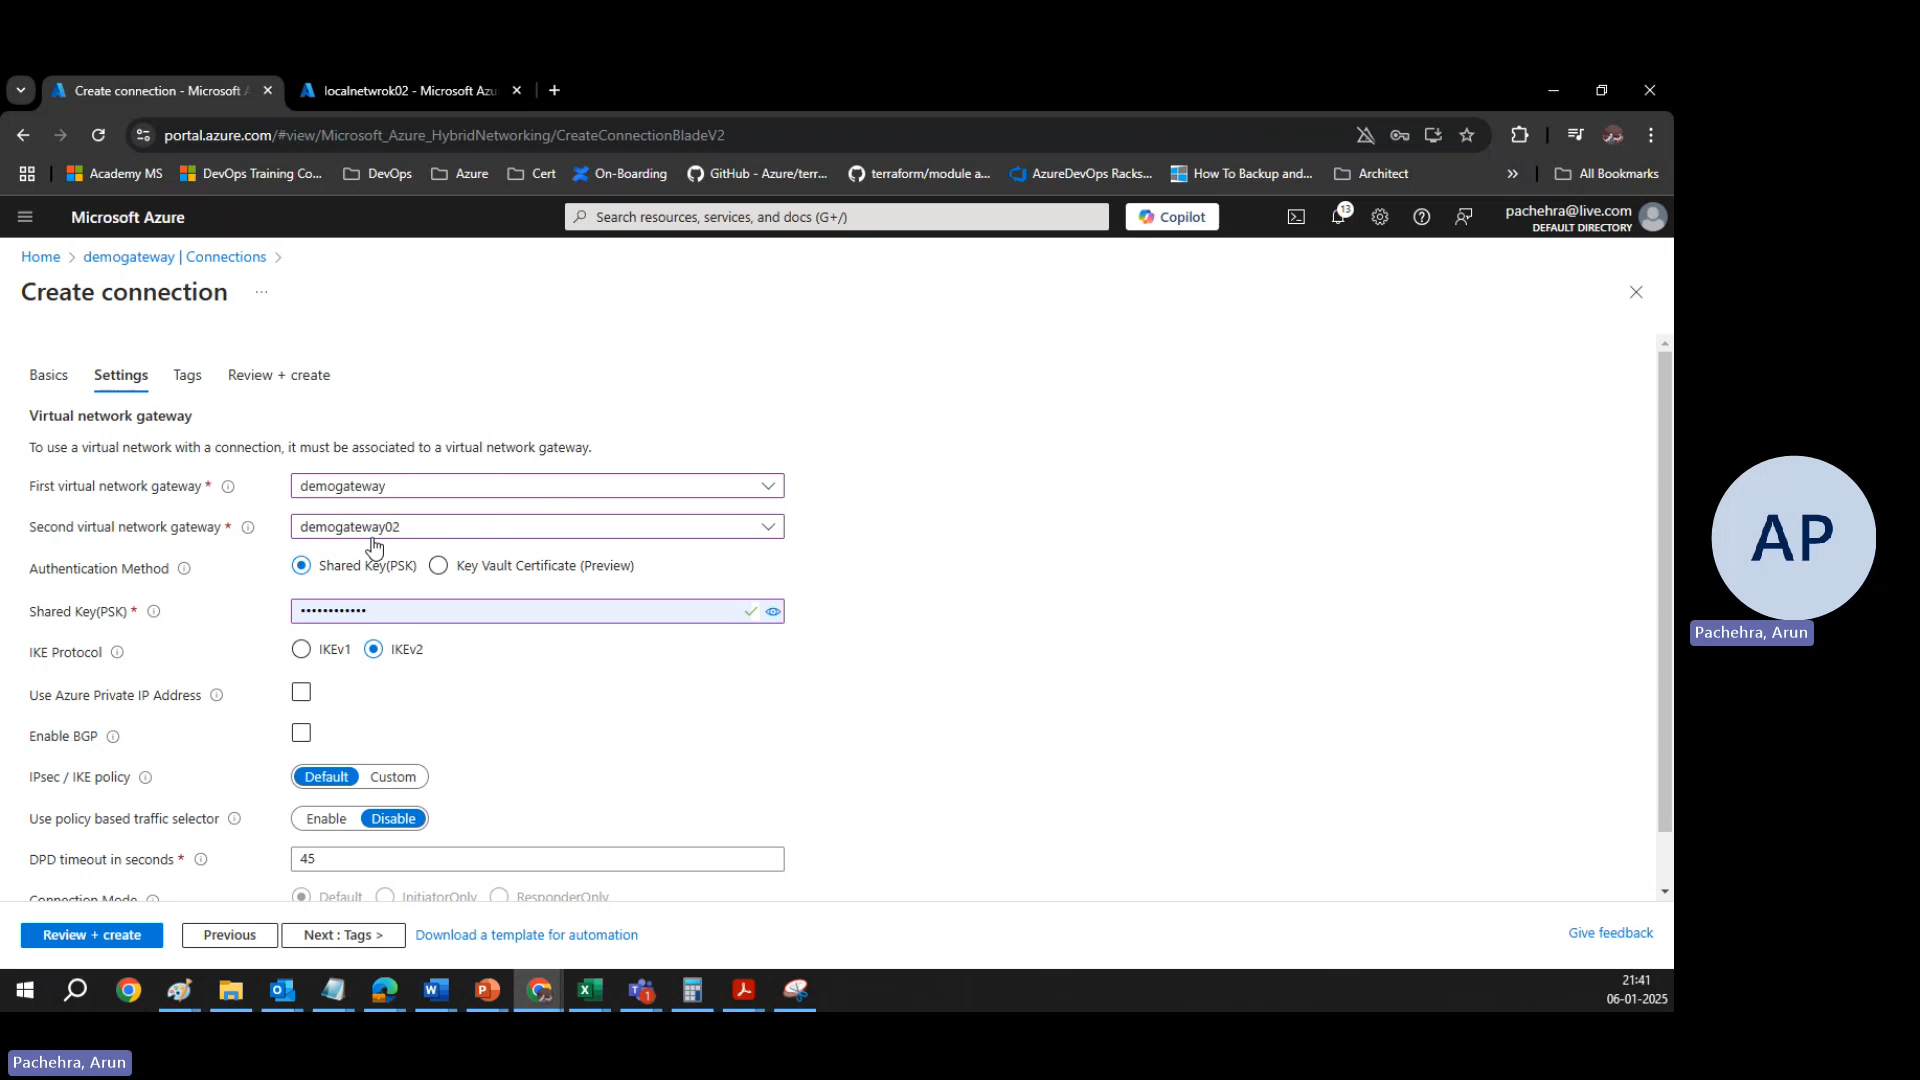 Create connection - Microsoft A
localnetwrok02 - Microsoft Azu
portal.azure.com/#view/Microsoft_Azure_HybridNetworking/CreateConnectionBladeV2
Academy MS
DevOps Training Co...
DevOps
Azure
Cert
On-Boarding
GitHub - Azure/terr...
terraform/module a...
AzureDevOps Racks...
How To Backup and...
Architect
»
All Bookmarks
Microsoft Azure
Search resources, services, and docs (G+/)
Copilot
13
pachehra@live.com
DEFAULT DIRECTORY
Home > demogateway | Connections >
Create connection ...
Basics
Settings
Tags
Review + create
Virtual network gateway
To use a virtual network with a connection, it must be associated to a virtual network gateway.
First virtual network gateway *
demogateway
Second virtual network gateway *
demogateway02
Authentication Method
Shared Key(PSK)
Key Vault Certificate (Preview)
Shared Key(PSK) *
••••••••••••
IKE Protocol
IKEv1
IKEv2
Use Azure Private IP Address
Enable BGP
IPsec / IKE policy
Default
Custom
Use policy based traffic selector
Enable
Disable
DPD timeout in seconds *
45
Connection Mode
Default
InitiatorOnly
ResponderOnly
Review + create
Previous
Next : Tags >
Download a template for automation
Give feedback
21:41
06-01-2025
AP
Pachehra, Arun
Pachehra, Arun